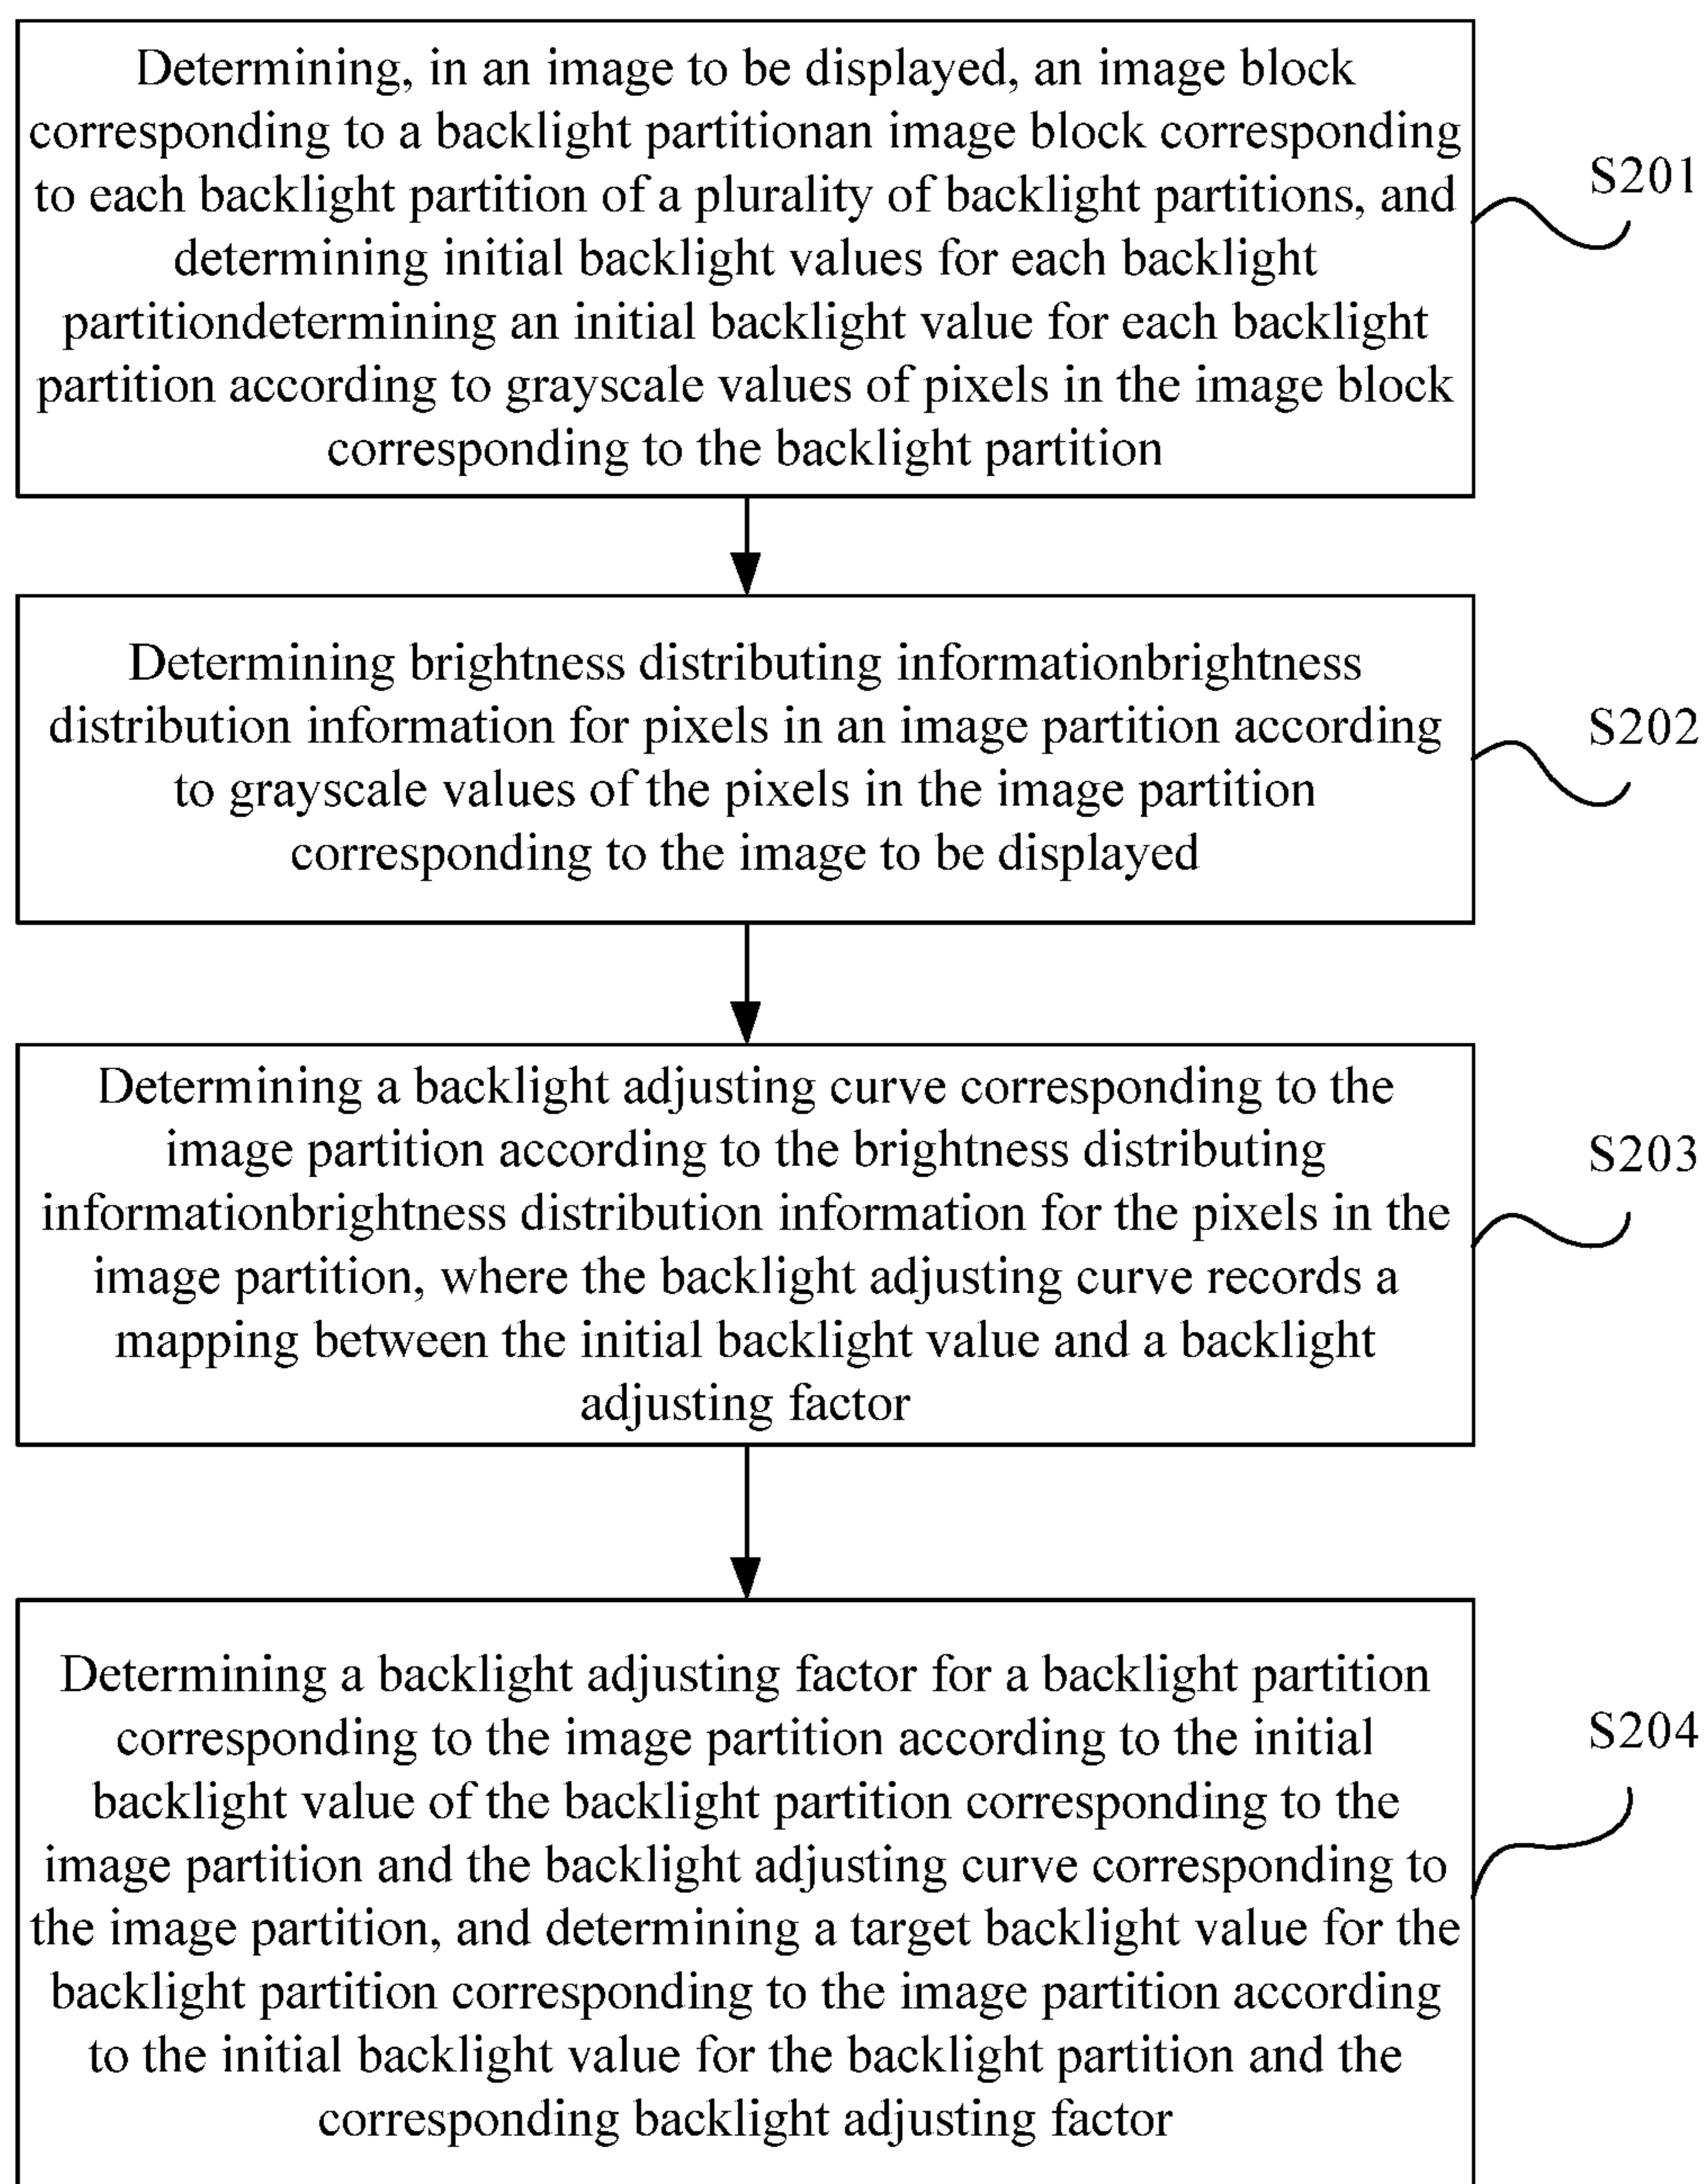 Determining, in an image to be displayed, an image block
corresponding to a backlight partitionan image block corresponding
to each backlight partition of a plurality of backlight partitions, and
determining initial backlight values for each backlight
partitiondetermining an initial backlight value for each backlight
partition according to grayscale values of pixels in the image block
corresponding to the backlight partition
S201
Determining brightness distributing informationbrightness
distribution information for pixels in an image partition according
to grayscale values of the pixels in the image partition
corresponding to the image to be displayed
S202
Determining a backlight adjusting curve corresponding to the
image partition according to the brightness distributing
informationbrightness distribution information for the pixels in the
image partition, where the backlight adjusting curve records a
mapping between the initial backlight value and a backlight
adjusting factor
S203
Determining a backlight adjusting factor for a backlight partition
corresponding to the image partition according to the initial
backlight value of the backlight partition corresponding to the
image partition and the backlight adjusting curve corresponding to
the image partition, and determining a target backlight value for the
backlight partition corresponding to the image partition according
to the initial backlight value for the backlight partition and the
corresponding backlight adjusting factor
S204